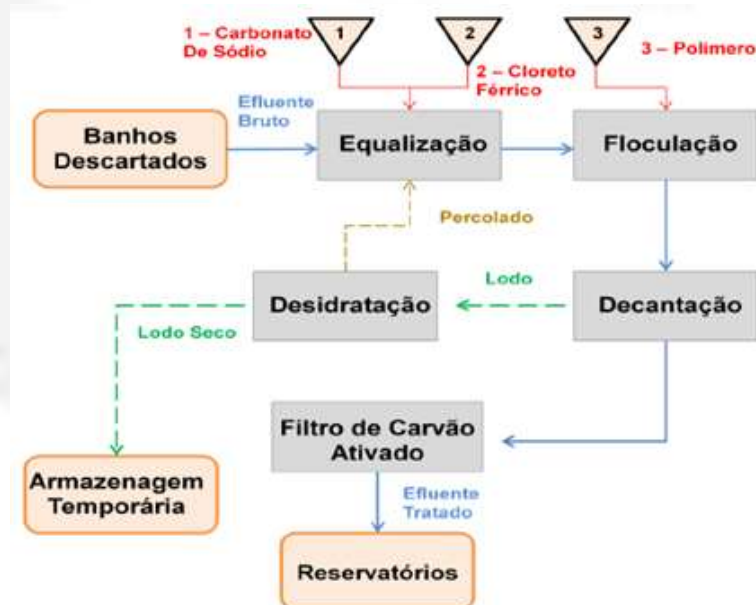 1 – Carbonato
De Sódio
1
2
3
3 – Polimero
2 – Cloreto
Férrico
Efluente
Bruto
Banhos
Descartados
Equalização
Floculação
Percolado
Lodo
Desidratação
Decantação
Lodo Seco
Filtro de Carvão
Ativado
Armazenagem
Temporária
Efluente
Tratado
Reservatórios